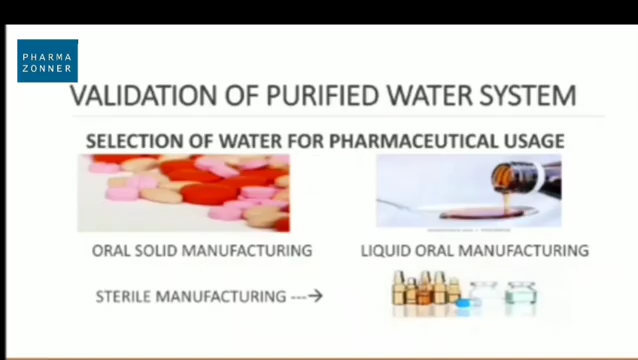 PHARMA
ZONNER
VALIDATION OF PURIFIED WATER SYSTEM
SELECTION OF WATER FOR PHARMACEUTICAL USAGE
ORAL SOLID MANUFACTURING
LIQUID ORAL MANUFACTURING
STERILE MANUFACTURING ---→